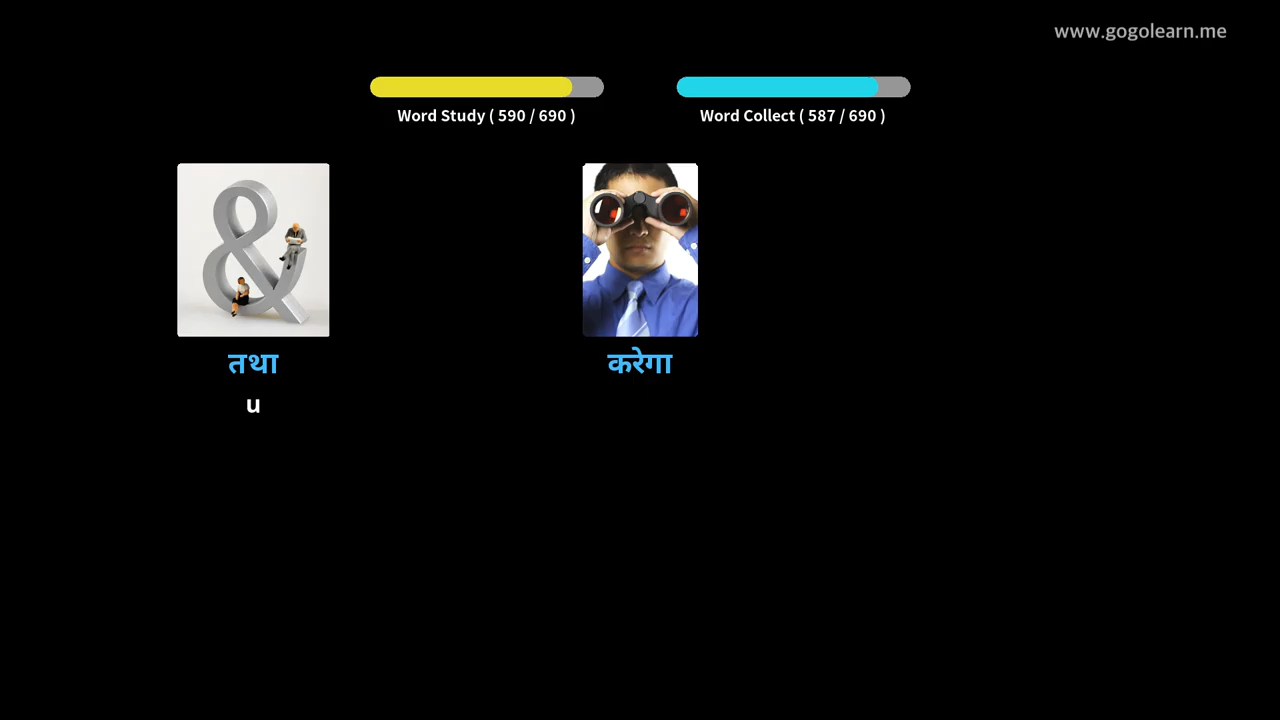 www.gogolearn.me
Word Study ( 590 / 690 )
Word Collect ( 587 / 690 )
तथा
करेगा
u